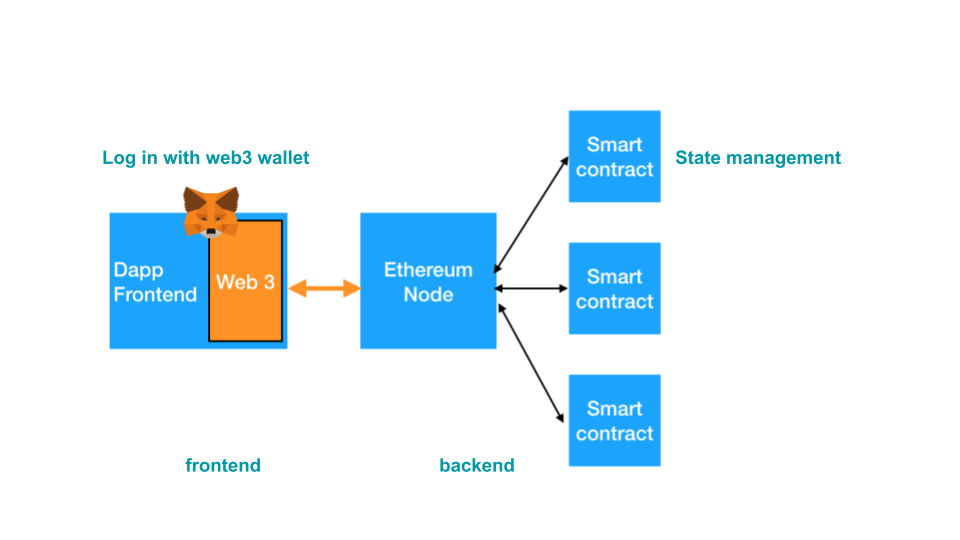 Log in with web3 wallet
Dapp
Frontend
Web 3
Ethereum
Node
Smart
contract
State management
Smart
contract
Smart
contract
frontend
backend